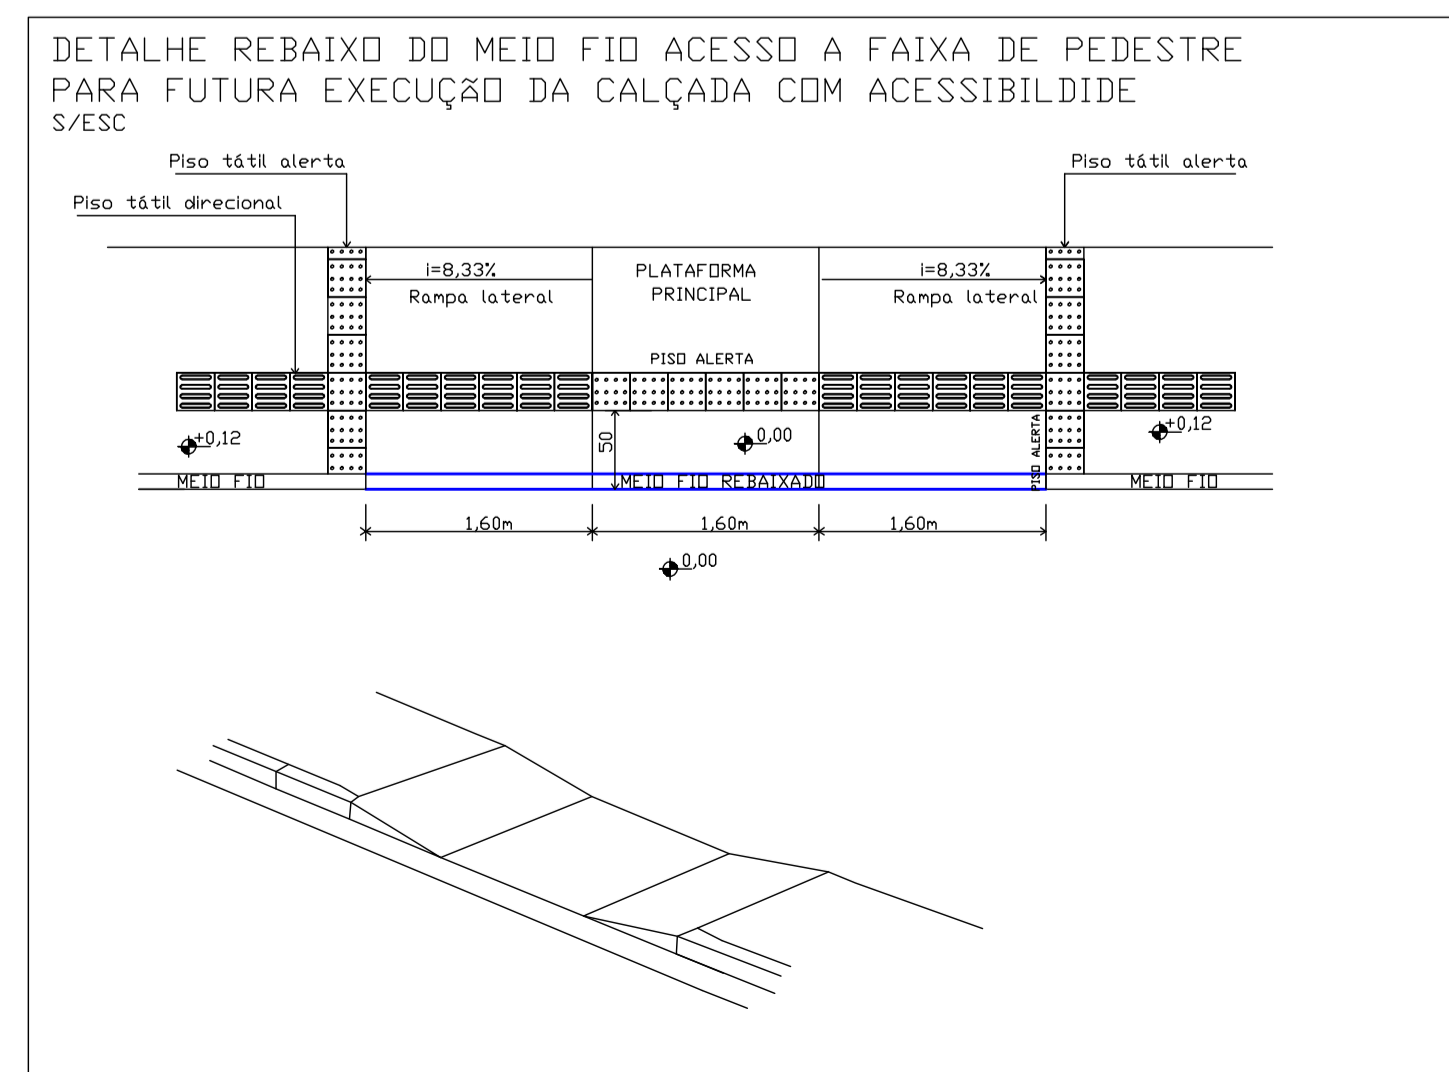 DETALHE REBAIXO DO MEIO FIO ACESSO A FAIXA DE PEDESTRE
PARA FUTURA EXECUÇÃO DA CALÇADA COM ACESSIBILDIDE
S/ESC
Piso tátil alerta
Piso tátil alerta
Piso tátil direcional
i=8,33%
Rampa lateral
PLATAFORMA
PRINCIPAL
i=8,33%
Rampa lateral
PISO ALERTA
+0,12
50
0,00
PISO ALERTA
+0,12
MEIO FIO
MEIO FIO REBAIXADO
MEIO FIO
1,60m
1,60m
1,60m
0,00